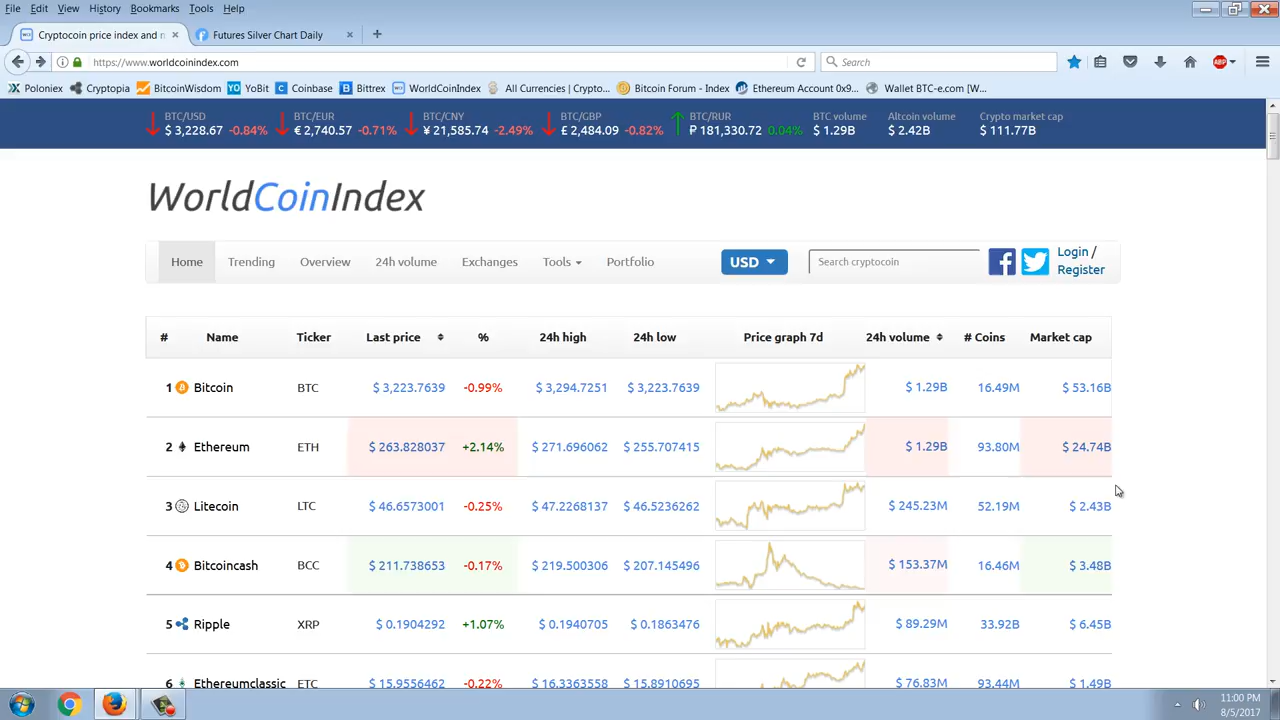 File Edit View History Bookmarks Tools Help
Cryptocoin price index and n
Futures Silver Chart Daily
https://www.worldcoinindex.com
Search
Poloniex Cryptopia BitcoinWisdom YoBit Coinbase Bittrex WorldCoinIndex All Currencies | Crypto... Bitcoin Forum - Index Ethereum Account 0x9... Wallet BTC-e.com [W...
BTC/USD BTC/EUR BTC/CNY BTC/GBP BTC/RUR BTC volume Altcoin volume Crypto market cap
$ 3,228.67 -0.84% € 2,740.57 -0.71% ¥ 21,585.74 -2.49% £ 2,484.09 -0.82% ₽ 181,330.72 0.04% $ 1.29B $ 2.42B $ 111.77B
WorldCoinIndex
Home Trending Overview 24h volume Exchanges Tools Portfolio USD Search cryptocoin Login / Register
# Name Ticker Last price % 24h high 24h low Price graph 7d 24h volume # Coins Market cap
1 Bitcoin BTC $ 3,223.7639 -0.99% $ 3,294.7251 $ 3,223.7639 $ 1.29B 16.49M $ 53.16B
2 Ethereum ETH $ 263.828037 +2.14% $ 271.696062 $ 255.707415 $ 1.29B 93.80M $ 24.74B
3 Litecoin LTC $ 46.6573001 -0.25% $ 47.2268137 $ 46.5236262 $ 245.23M 52.19M $ 2.43B
4 Bitcoincash BCC $ 211.738653 -0.17% $ 219.500306 $ 207.145496 $ 153.37M 16.46M $ 3.48B
5 Ripple XRP $ 0.1904292 +1.07% $ 0.1940705 $ 0.1863476 $ 89.29M 33.92B $ 6.45B
6 Ethereumclassic ETC $ 15.9556462 -0.22% $ 16.3363558 $ 15.8910695 $ 76.83M 93.44M $ 1.49B
11:00 PM
8/5/2017